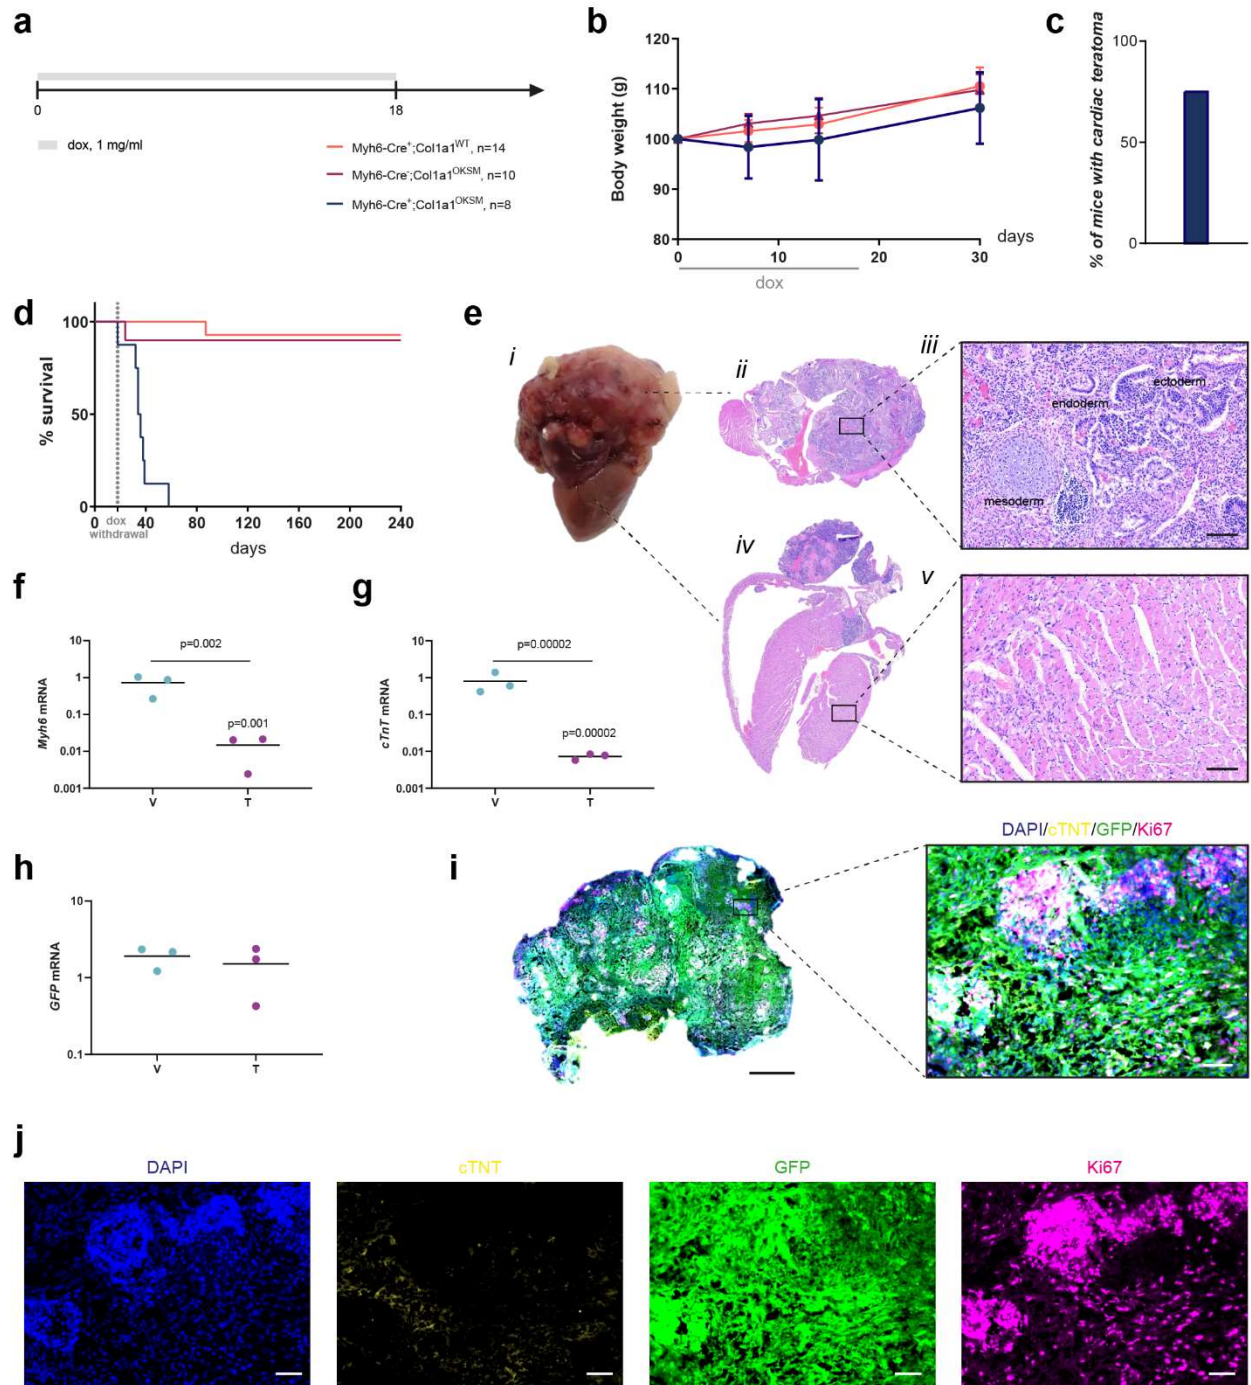 a
0
18
dox, 1 mg/ml
Myh6-Cre⁺;Col1a1ᵂᵀ, n=14
Myh6-Cre⁻;Col1a1ᴼᴷˢᴹ, n=10
Myh6-Cre⁺;Col1a1ᴼᴷˢᴹ, n=8
b
Body weight (g)
120
110
100
90
80
0
10
20
30
days
dox
c
% of mice with cardiac teratoma
100
50
0
d
% survival
100
50
0
0
40
80
120
160
200
240
dox
withdrawal
days
e
i
ii
iii
ectoderm
endoderm
mesoderm
iv
v
f
Myh6 mRNA
10
1
0.1
0.01
0.001
p=0.002
p=0.001
V
T
g
cTnT mRNA
10
1
0.1
0.01
0.001
p=0.00002
p=0.00002
V
T
h
GFP mRNA
10
1
0.1
V
T
i
DAPI/cTNT/GFP/Ki67
j
DAPI
cTNT
GFP
Ki67